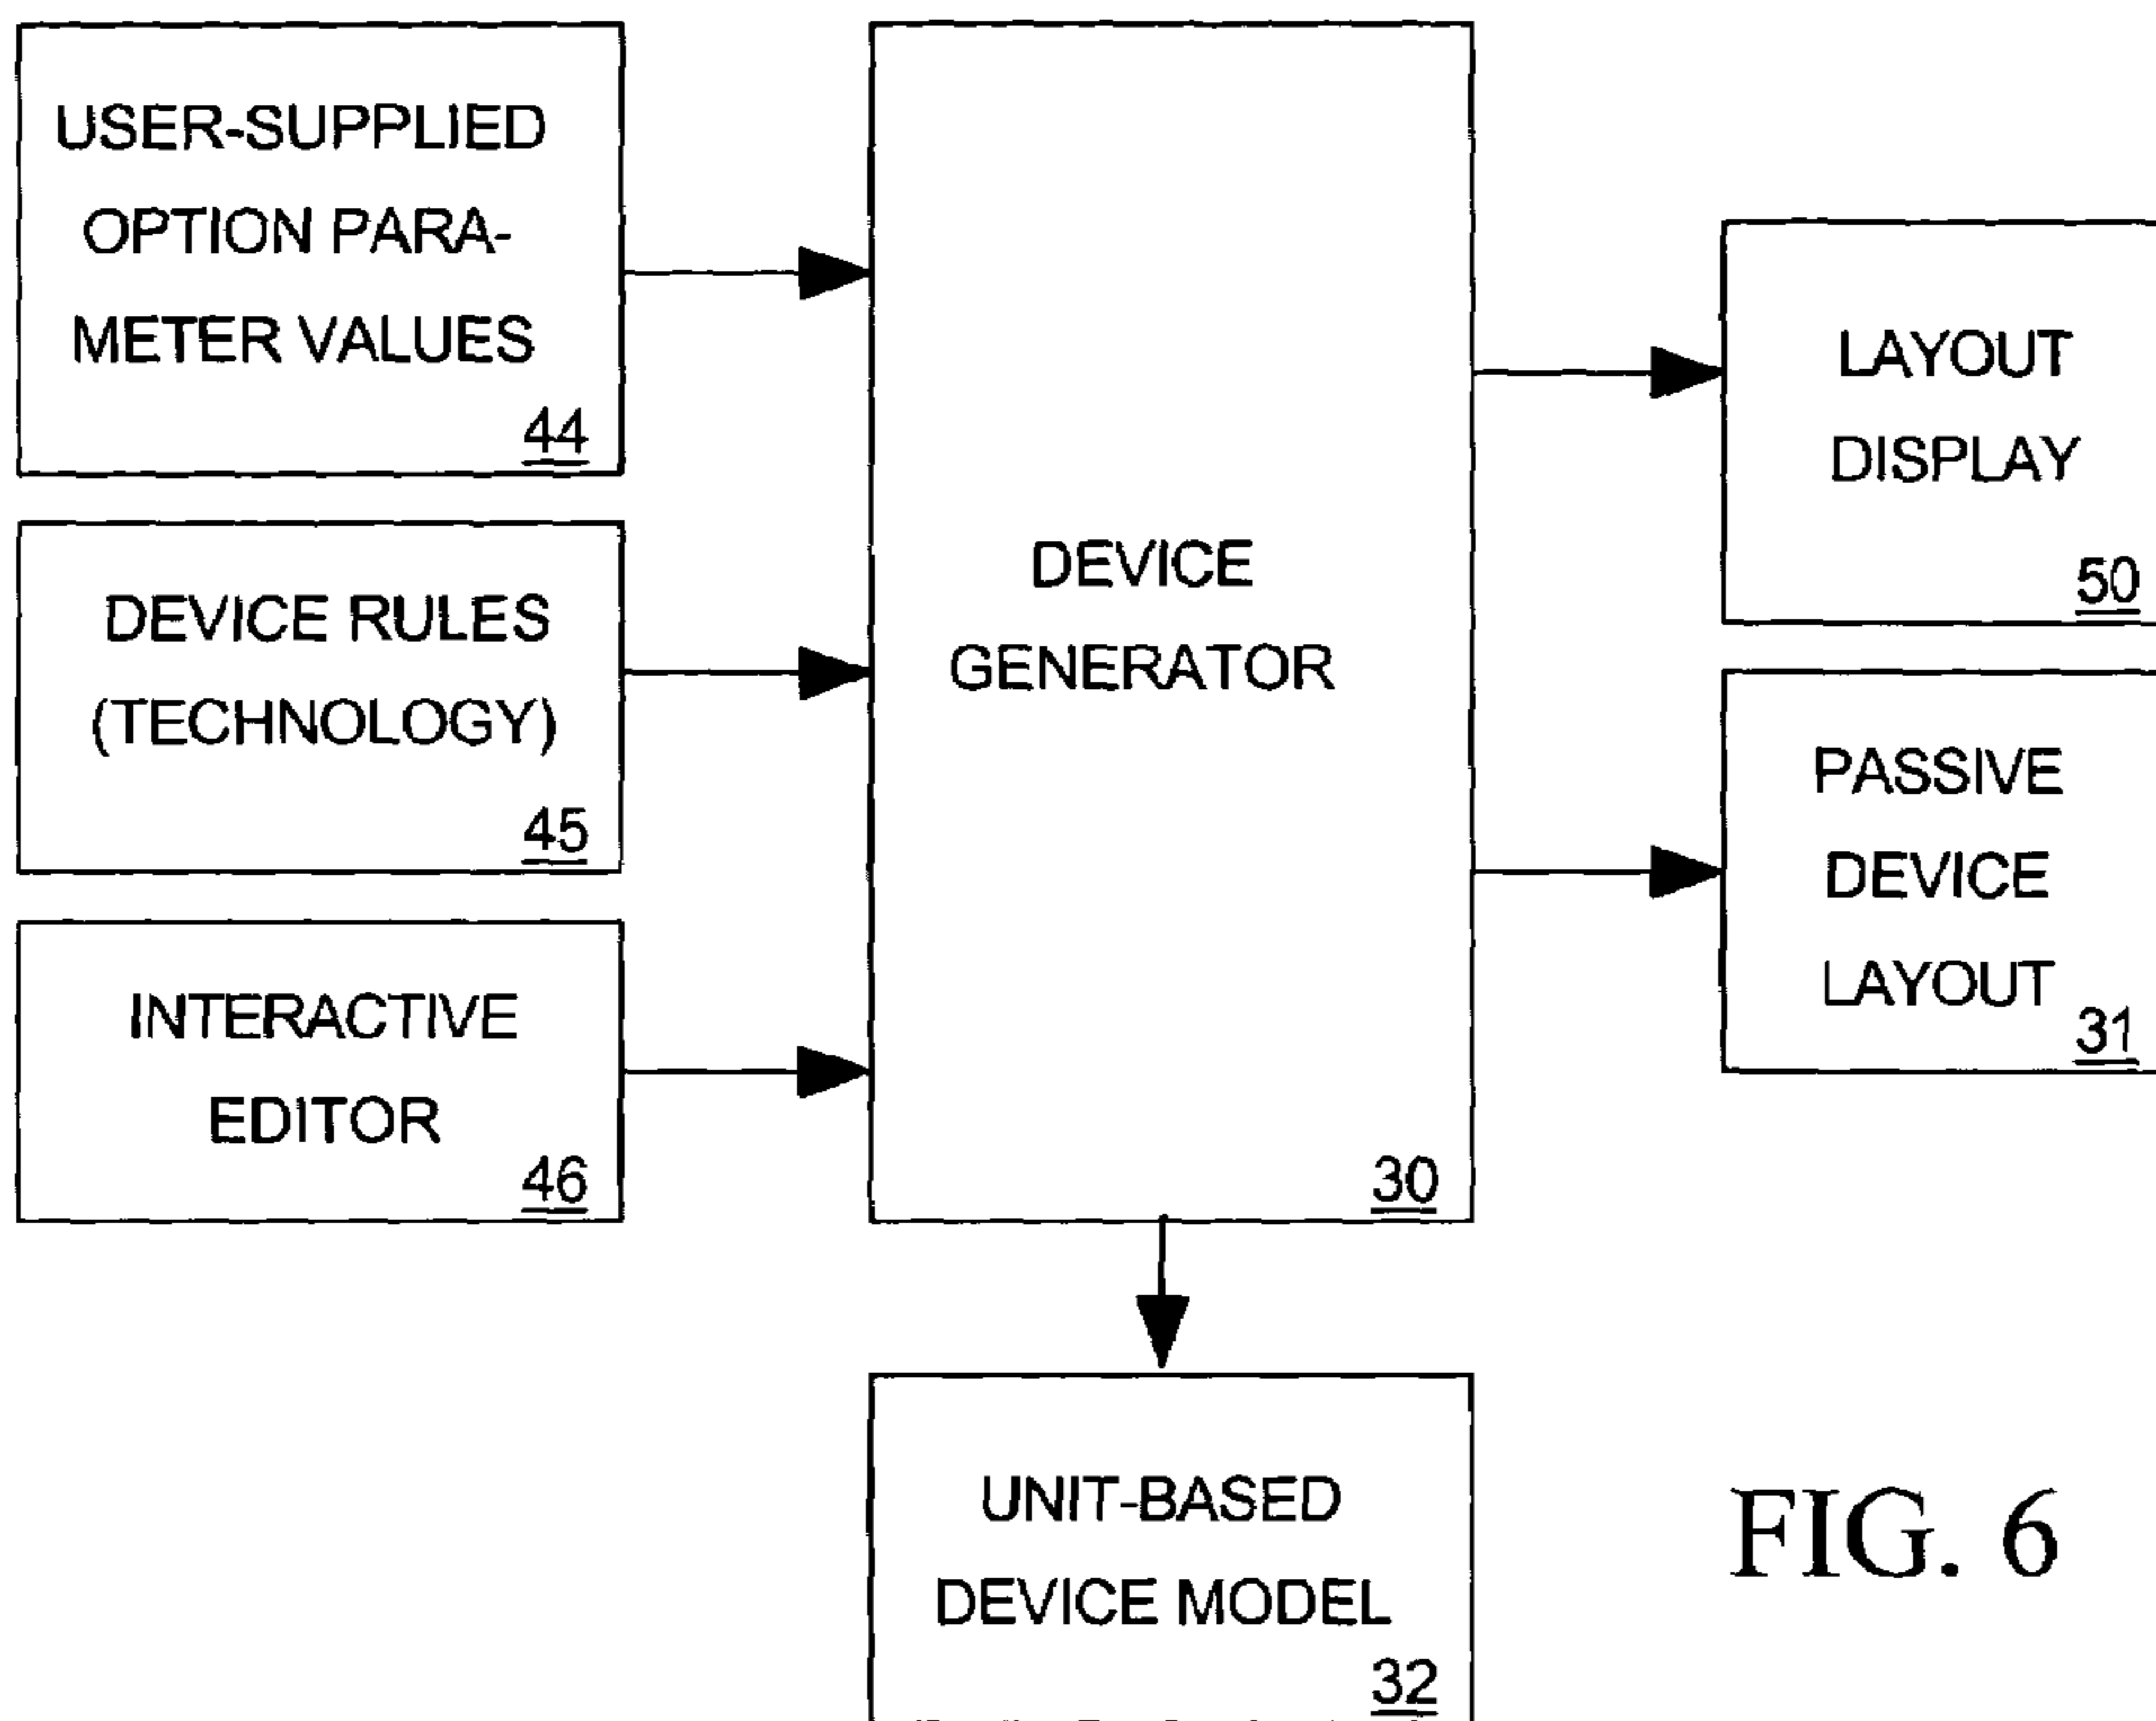 USER-SUPPLIED
OPTION PARA-
METER VALUES
44
DEVICE RULES
(TECHNOLOGY)
45
INTERACTIVE
EDITOR
46
DEVICE
GENERATOR
30
LAYOUT
DISPLAY
50
PASSIVE
DEVICE
LAYOUT
31
UNIT-BASED
DEVICE MODEL
32
FIG. 6